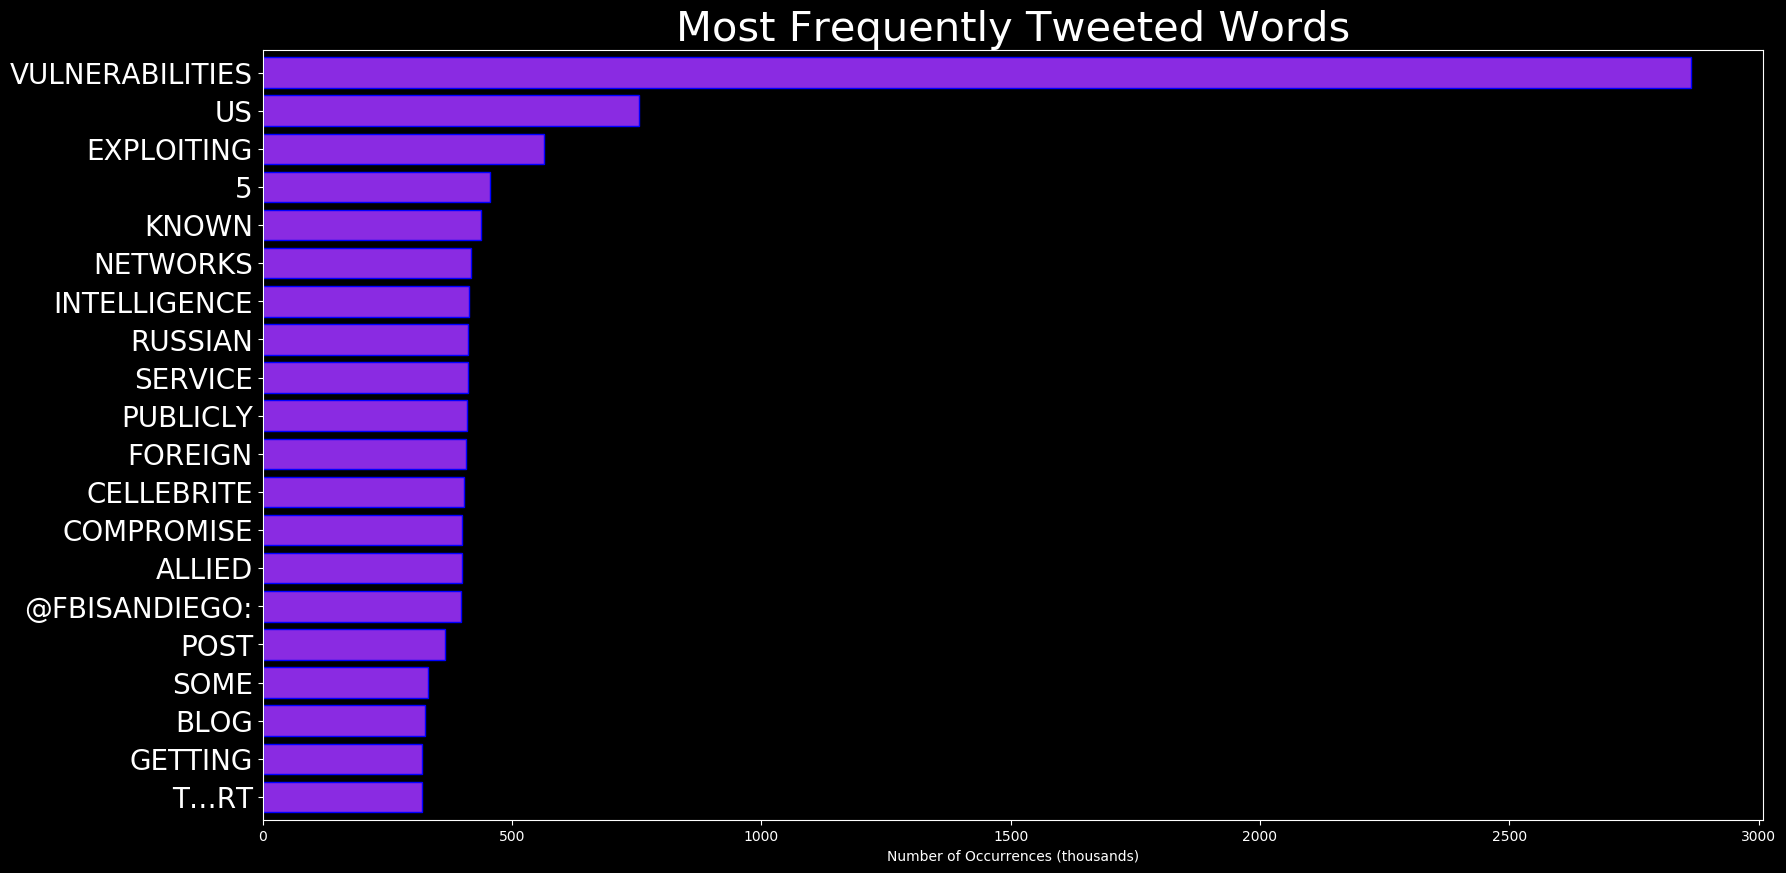 Most Frequently Tweeted Words
VULNERABILITIES
US
EXPLOITING
5
KNOWN
NETWORKS
INTELLIGENCE
RUSSIAN
SERVICE
PUBLICLY
FOREIGN
CELLEBRITE
COMPROMISE
ALLIED
@FBISANDIEGO:
POST
SOME
BLOG
GETTING
T…RT
0 500 1000 1500 2000 2500 3000
Number of Occurrences (thousands)